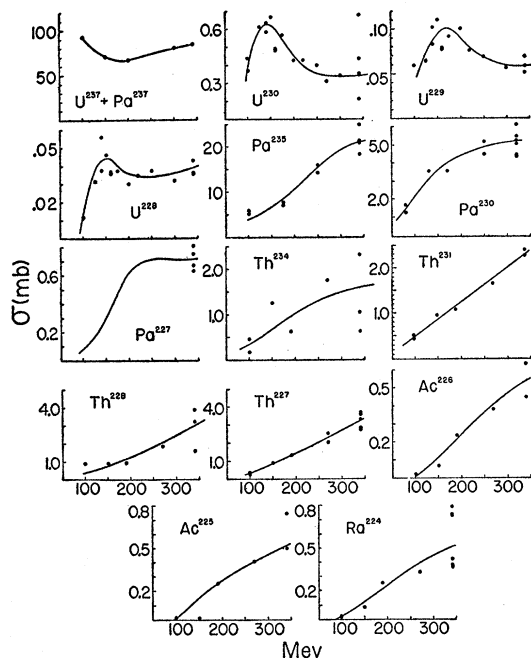 100
50
U²³⁷ + Pa²³⁷
0.6
0.3
U²³⁰
.10
.05
U²²⁹
.05
.02
U²²⁸
20
10
Pa²³⁵
5.0
2.0
Pa²³⁰
σ(mb)
0.6
0.2
Pa²²⁷
2.0
1.0
Th²³⁴
2.0
1.0
Th²³¹
4.0
1.0
Th²²⁸
4.0
1.0
Th²²⁷
0.5
0.2
Ac²²⁶
100 200 300
100 200 300
100 200 300
0.8
0.5
0.2
Ac²²⁵
0.8
0.5
0.2
Ra²²⁴
100 200 300
100 200 300
Mev